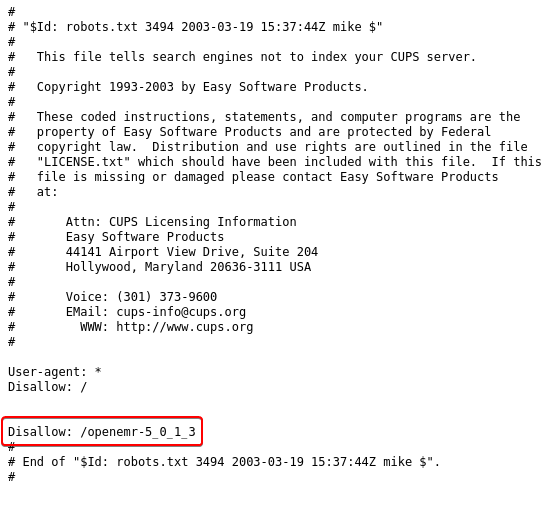 #
# "$Id: robots.txt 3494 2003-03-19 15:37:44Z mike $"
#
#   This file tells search engines not to index your CUPS server.
#
#   Copyright 1993-2003 by Easy Software Products.
#
#   These coded instructions, statements, and computer programs are the
#   property of Easy Software Products and are protected by Federal
#   copyright law.  Distribution and use rights are outlined in the file
#   "LICENSE.txt" which should have been included with this file.  If this
#   file is missing or damaged please contact Easy Software Products
#   at:
#
#       Attn: CUPS Licensing Information
#       Easy Software Products
#       44141 Airport View Drive, Suite 204
#       Hollywood, Maryland 20636-3111 USA
#
#       Voice: (301) 373-9600
#       EMail: cups-info@cups.org
#         WWW: http://www.cups.org
#
User-agent: *
Disallow: /
Disallow: /openemr-5_0_1_3
#
# End of "$Id: robots.txt 3494 2003-03-19 15:37:44Z mike $".
#